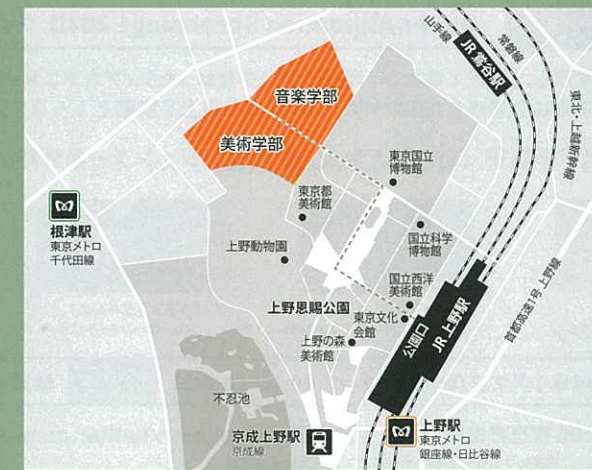 山手線
JR 鶯谷駅
常磐線
東北・上越新幹線
音楽学部
美術学部
東京国立
博物館
東京都
美術館
根津駅
東京メトロ
千代田線
上野動物園
国立科学
博物館
国立西洋
美術館
上野恩賜公園
東京文化
会館
公園口
JR 上野駅
首都高速1号 上野線
上野の森
美術館
不忍池
京成上野駅
京成線
上野駅
東京メトロ
銀座線・日比谷線